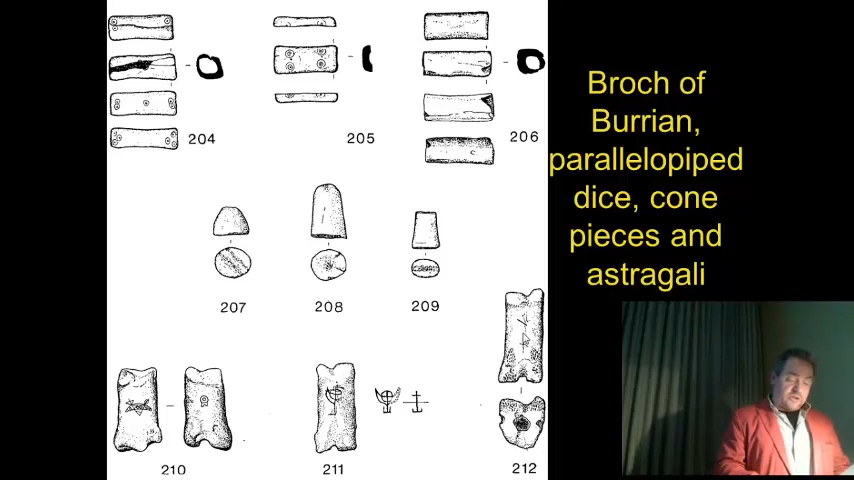 204
205
206
207
208
209
210
211
212
Broch of
Burrian,
parallelopiped
dice, cone
pieces and
astragali